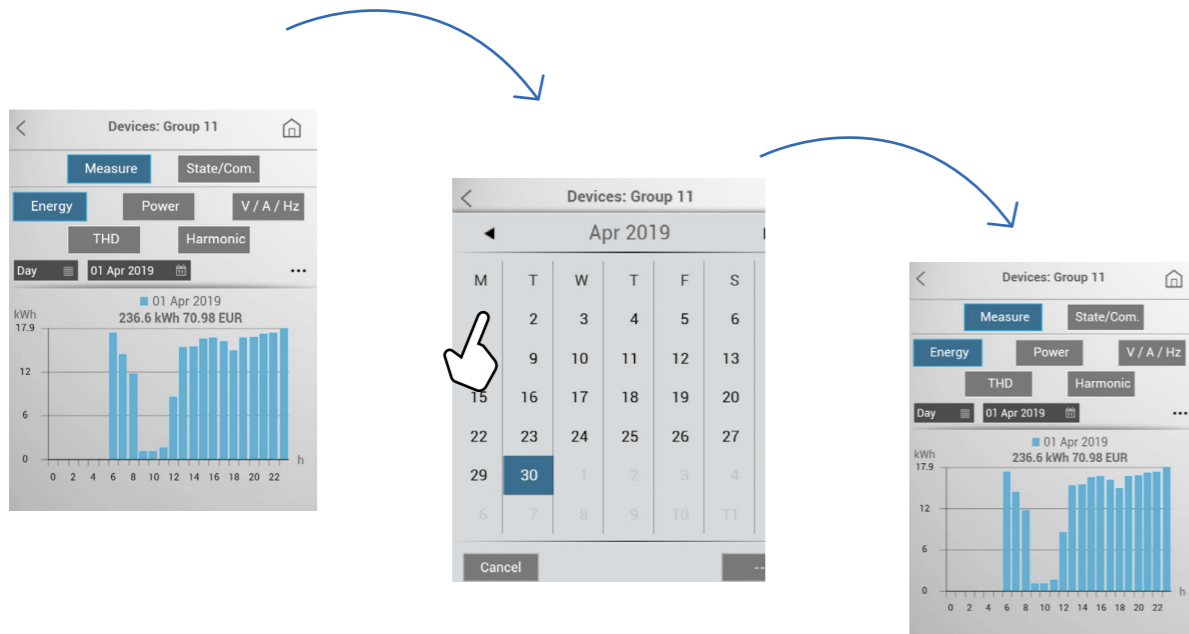 Devices: Group 11
Measure State/Com.
Energy Power V / A / Hz
THD Harmonic
Day 01 Apr 2019 ...
01 Apr 2019
kWh 236.6 kWh 70.98 EUR
17.9
12
6
0
h
0 2 4 6 8 10 12 14 16 18 20 22
Devices: Group 11
Apr 2019
M T W T F S
2 3 4 5 6
9 10 11 12 13
15 16 17 18 19 20
22 23 24 25 26 27
29 30 1 2 3 4
6 7 8 9 10 11
Cancel --
Devices: Group 11
Measure State/Com.
Energy Power V / A / Hz
THD Harmonic
Day 01 Apr 2019 ...
01 Apr 2019
kWh 236.6 kWh 70.98 EUR
17.9
12
6
0
h
0 2 4 6 8 10 12 14 16 18 20 22